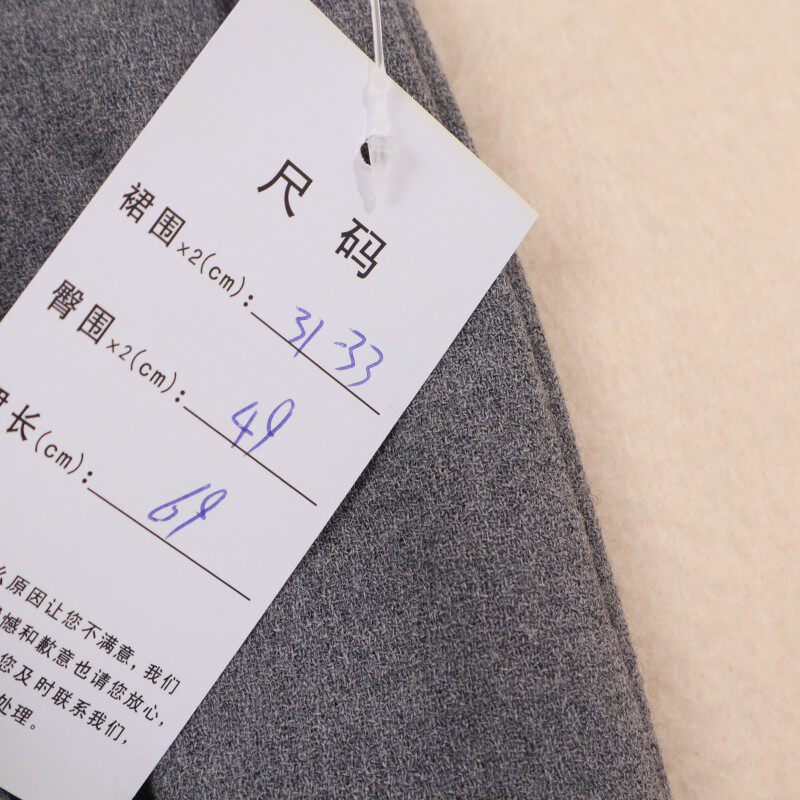 尺码
裙围x2(cm): 31-33
臀围x2(cm): 49
长(cm): 69
原因让您不满意，我们
憾和歉意也请您放心，
您及时联系我们，
处理。